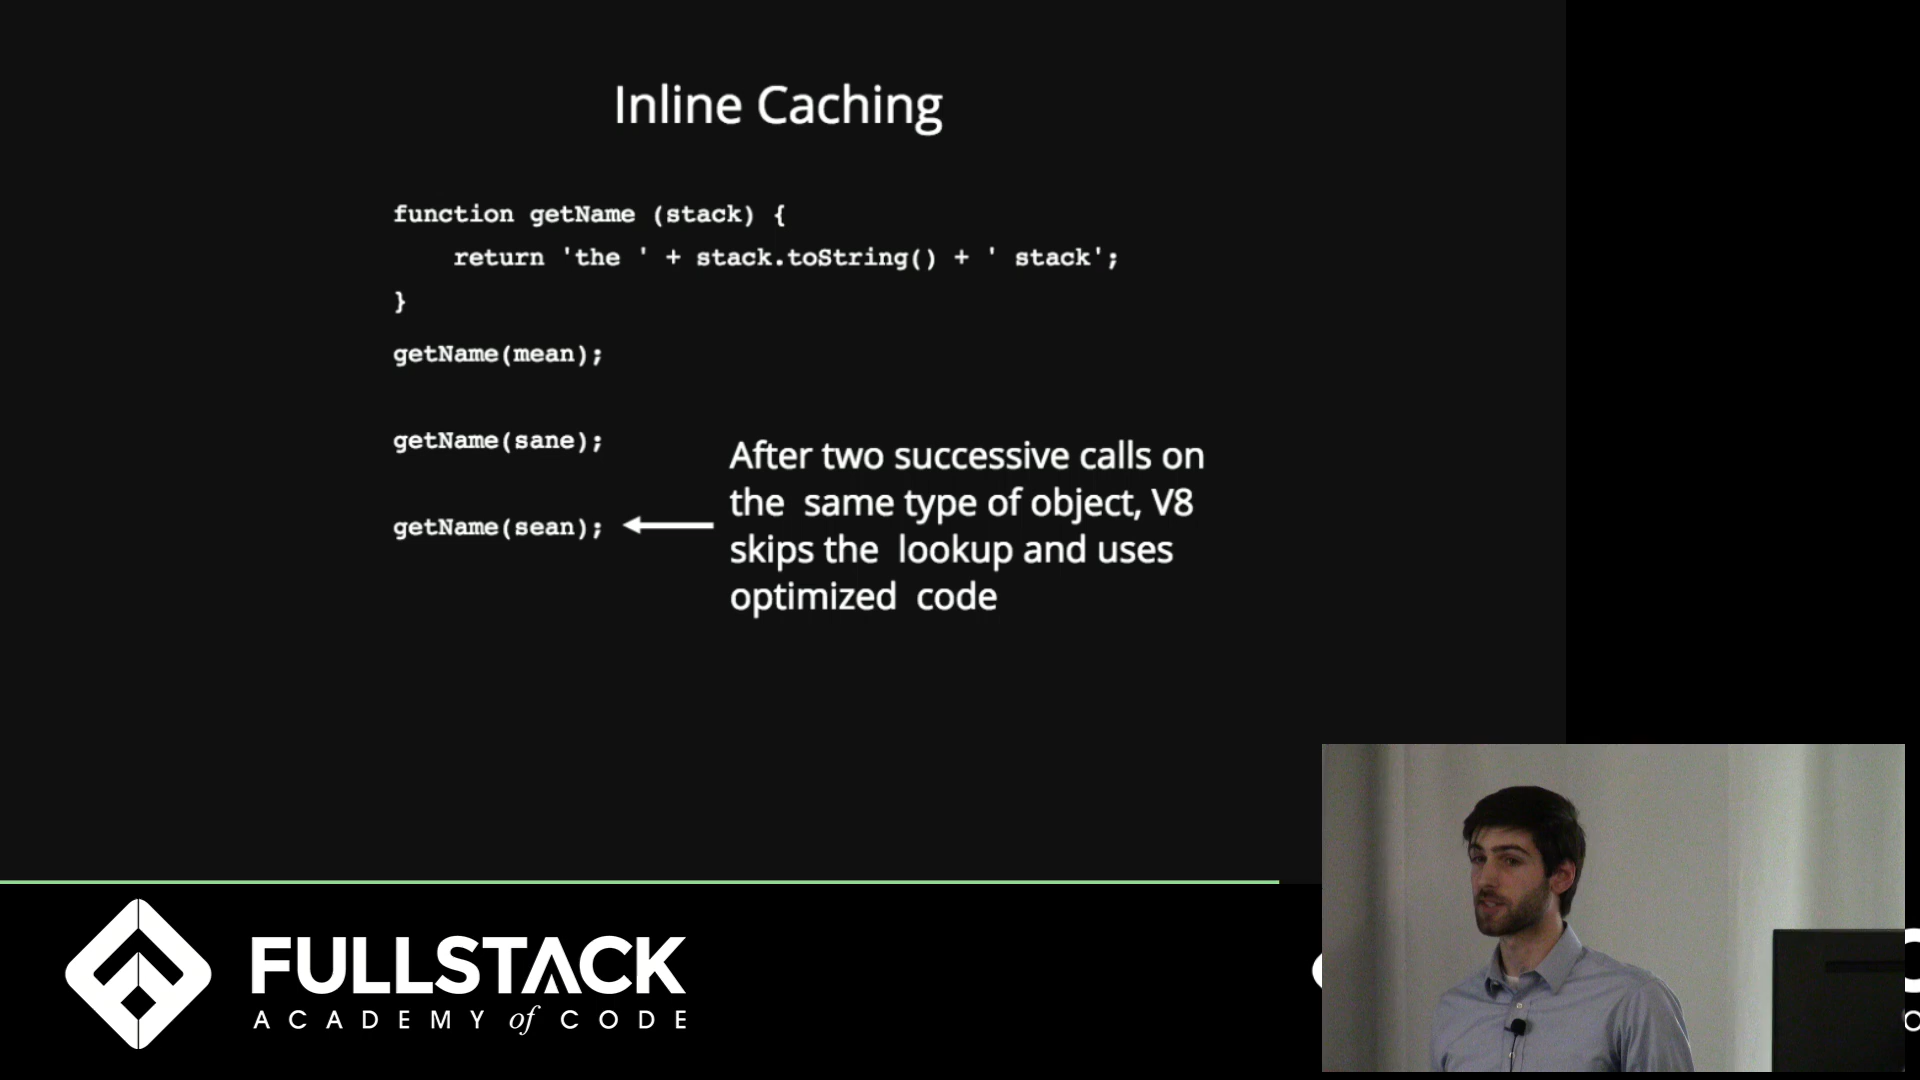 Inline Caching
function getName (stack) {
return 'the ' + stack.toString() + ' stack';
}
getName(mean);
getName(sane);
getName(sean);
After two successive calls on
the same type of object, V8
skips the lookup and uses
optimized code
FULLSTACK
ACADEMY of CODE